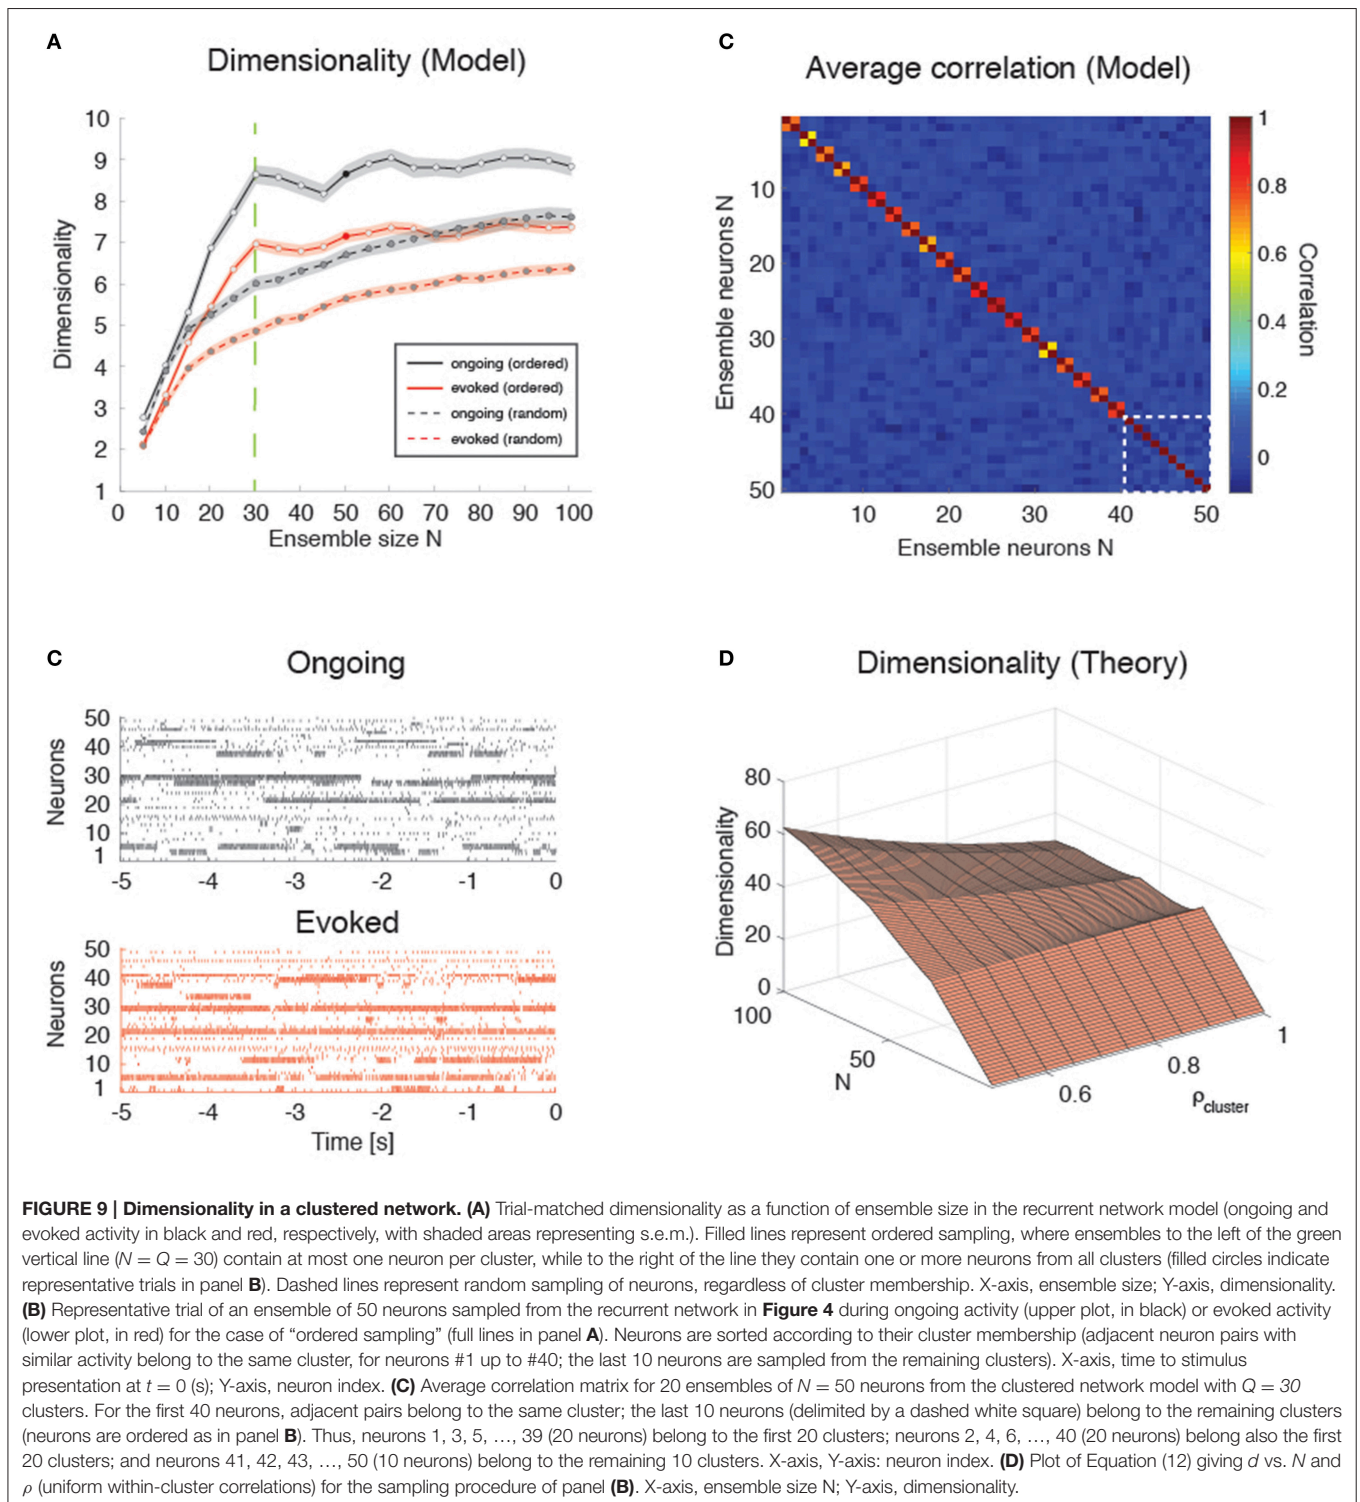 A
Dimensionality (Model)
10
9
8
7
6
5
4
3
2
1
Dimensionality
ongoing (ordered)
evoked (ordered)
ongoing (random)
evoked (random)
0 10 20 30 40 50 60 70 80 90 100
Ensemble size N
C
Average correlation (Model)
10
20
30
40
50
Ensemble neurons N
10 20 30 40 50
Ensemble neurons N
1
0.8
0.6
0.4
0.2
0
Correlation
C
Ongoing
50
40
30
20
10
1
Neurons
-5 -4 -3 -2 -1 0
Evoked
50
40
30
20
10
1
Neurons
-5 -4 -3 -2 -1 0
Time [s]
D
Dimensionality (Theory)
80
60
40
20
0
Dimensionality
100
50
N
0.6
0.8
1
ρcluster
FIGURE 9 | Dimensionality in a clustered network. (A) Trial-matched dimensionality as a function of ensemble size in the recurrent network model (ongoing and
evoked activity in black and red, respectively, with shaded areas representing s.e.m.). Filled lines represent ordered sampling, where ensembles to the left of the green
vertical line (N = Q = 30) contain at most one neuron per cluster, while to the right of the line they contain one or more neurons from all clusters (filled circles indicate
representative trials in panel B). Dashed lines represent random sampling of neurons, regardless of cluster membership. X-axis, ensemble size; Y-axis, dimensionality.
(B) Representative trial of an ensemble of 50 neurons sampled from the recurrent network in Figure 4 during ongoing activity (upper plot, in black) or evoked activity
(lower plot, in red) for the case of “ordered sampling” (full lines in panel A). Neurons are sorted according to their cluster membership (adjacent neuron pairs with
similar activity belong to the same cluster, for neurons #1 up to #40; the last 10 neurons are sampled from the remaining clusters). X-axis, time to stimulus
presentation at t = 0 (s); Y-axis, neuron index. (C) Average correlation matrix for 20 ensembles of N = 50 neurons from the clustered network model with Q = 30
clusters. For the first 40 neurons, adjacent pairs belong to the same cluster; the last 10 neurons (delimited by a dashed white square) belong to the remaining clusters
(neurons are ordered as in panel B). Thus, neurons 1, 3, 5, …, 39 (20 neurons) belong to the first 20 clusters; neurons 2, 4, 6, …, 40 (20 neurons) belong also the first
20 clusters; and neurons 41, 42, 43, …, 50 (10 neurons) belong to the remaining 10 clusters. X-axis, Y-axis: neuron index. (D) Plot of Equation (12) giving d vs. N and
ρ (uniform within-cluster correlations) for the sampling procedure of panel (B). X-axis, ensemble size N; Y-axis, dimensionality.